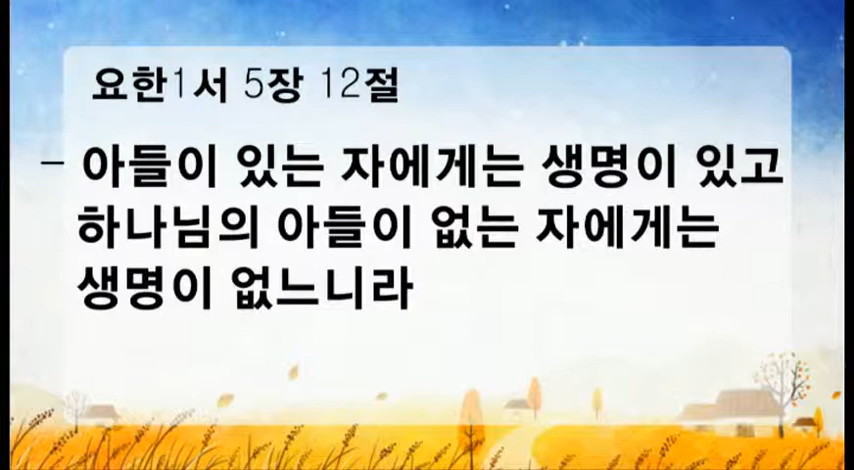 요한1서 5장 12절
- 아들이 있는 자에게는 생명이 있고
하나님의 아들이 없는 자에게는
생명이 없느니라